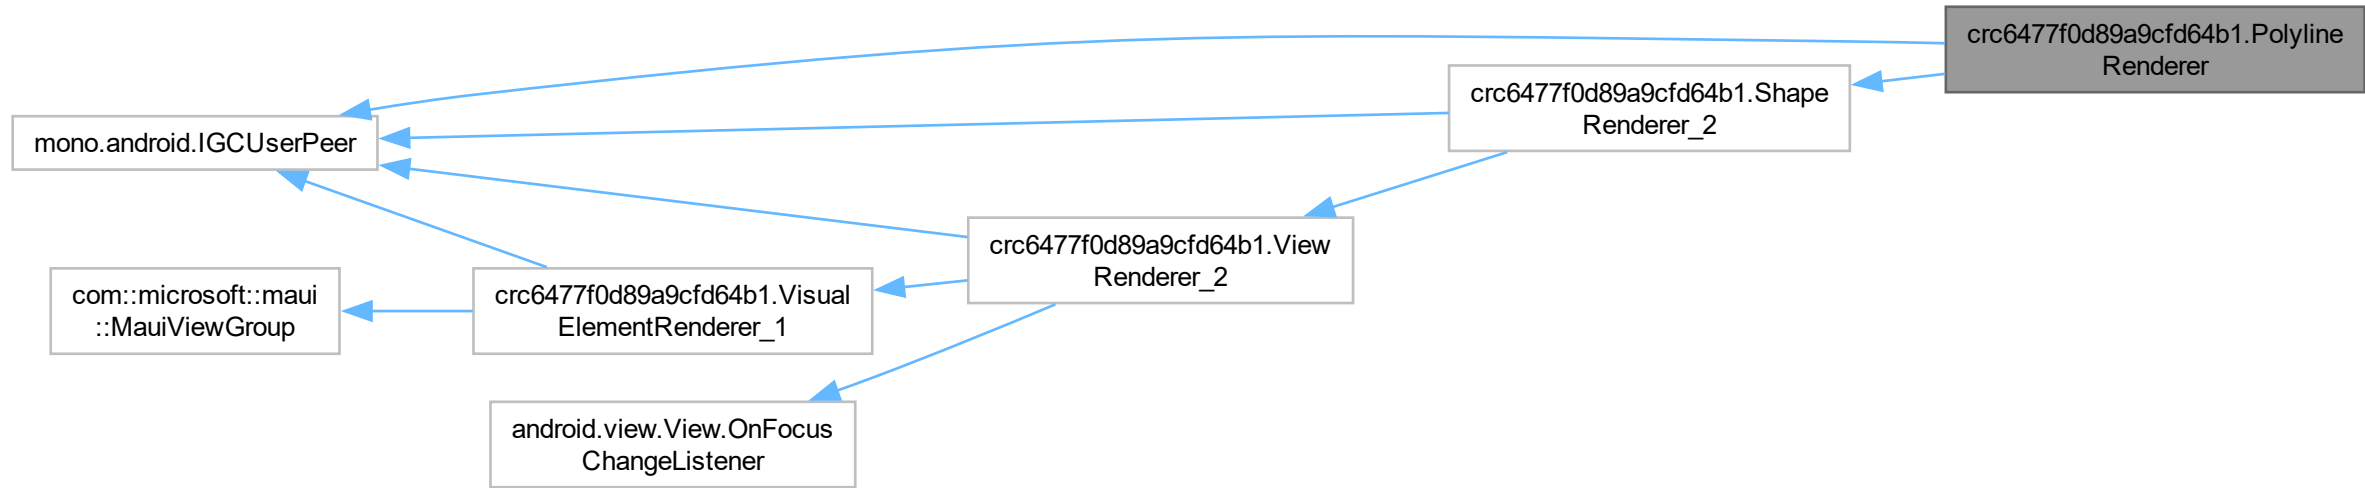 crc6477f0d89a9cfd64b1.Polyline
Renderer
crc6477f0d89a9cfd64b1.Shape
Renderer_2
mono.android.IGCUserPeer
crc6477f0d89a9cfd64b1.View
Renderer_2
com::microsoft::maui
::MauiViewGroup
crc6477f0d89a9cfd64b1.Visual
ElementRenderer_1
android.view.View.OnFocus
ChangeListener